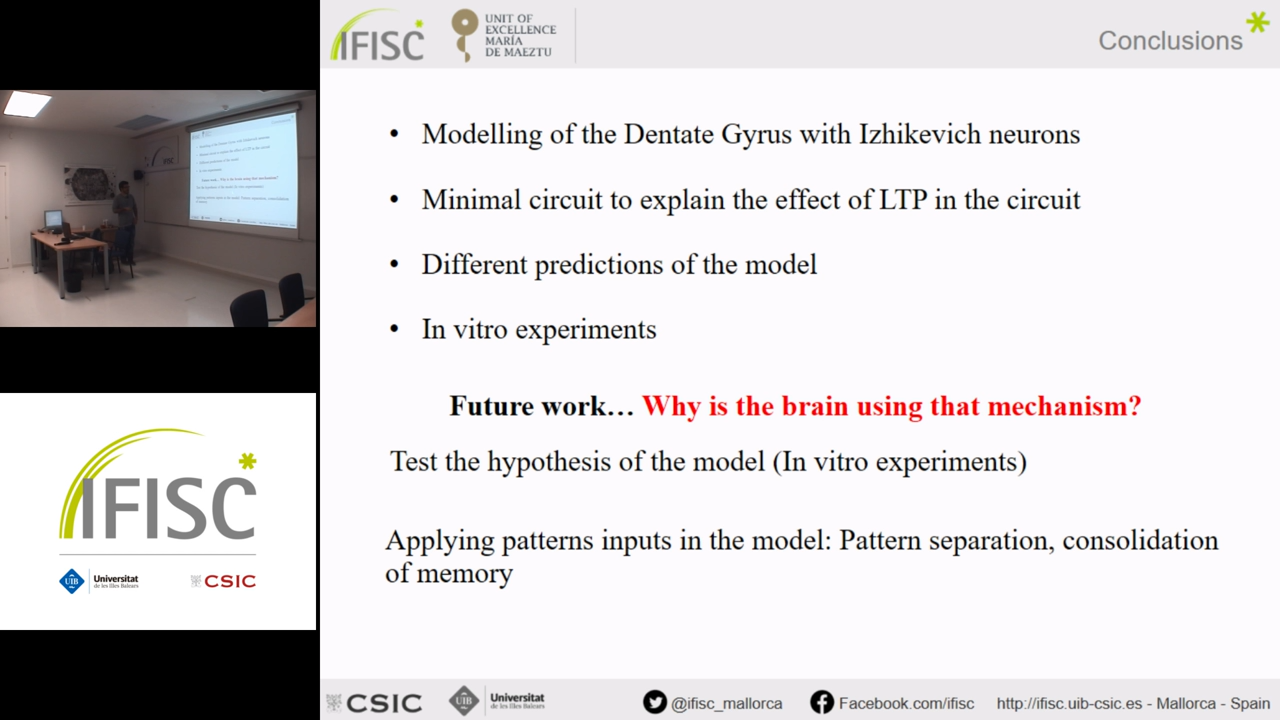 IFISC
UNIT OF
EXCELLENCE
MARÍA
DE MAEZTU
Conclusions
• Modelling of the Dentate Gyrus with Izhikevich neurons
• Minimal circuit to explain the effect of LTP in the circuit
• Different predictions of the model
• In vitro experiments
Future work… Why is the brain using that mechanism?
Test the hypothesis of the model (In vitro experiments)
Applying patterns inputs in the model: Pattern separation, consolidation
of memory
IFISC
UIB Universitat
de les Illes Balears
CSIC
CSIC
UIB Universitat
de les Illes Balears
@ifisc_mallorca
Facebook.com/ifisc
http://ifisc.uib-csic.es - Mallorca - Spain